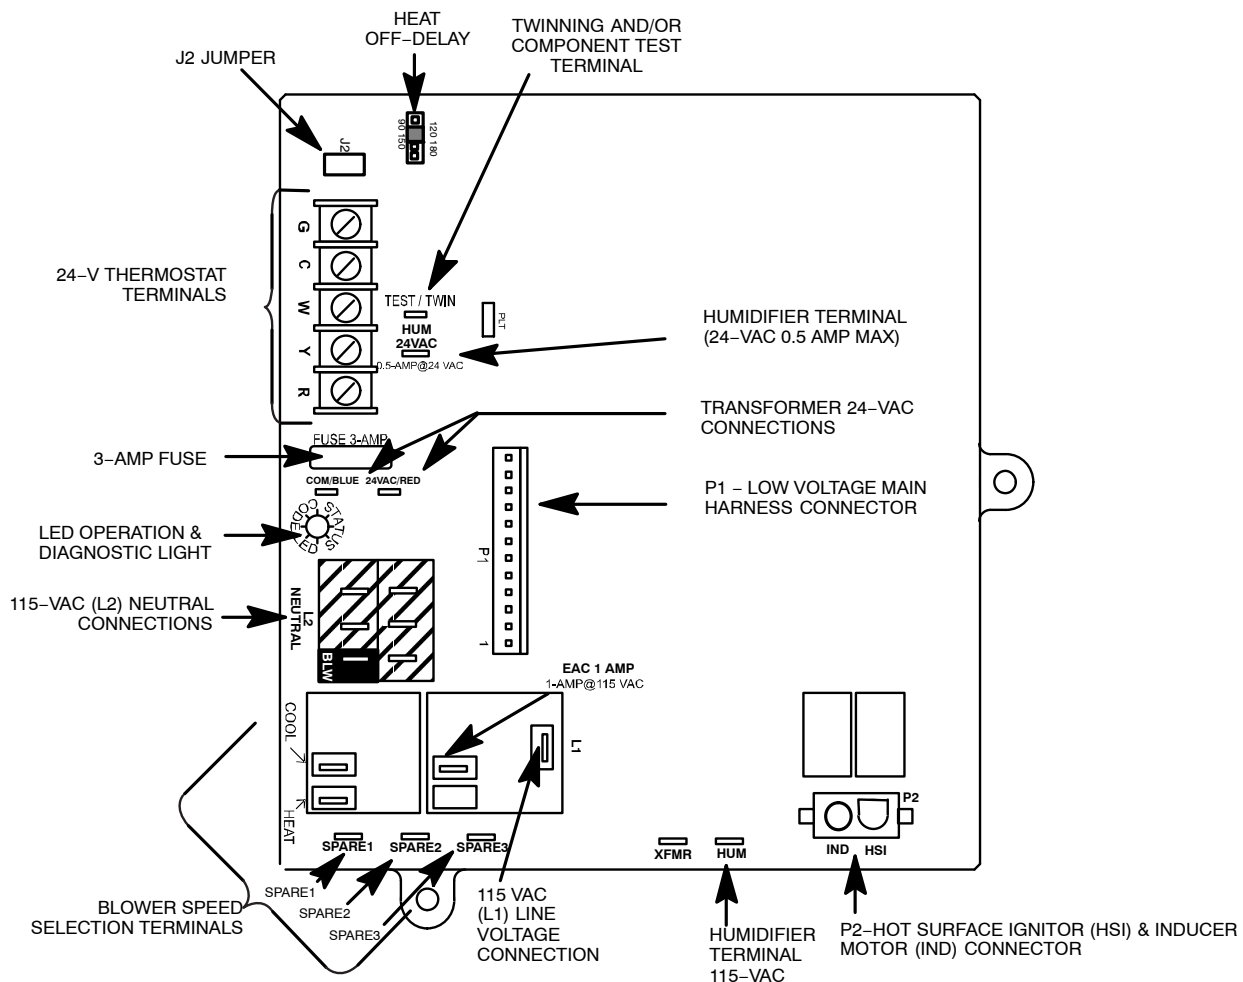 HEAT
OFF–DELAY
TWINNING AND/OR
COMPONENT TEST
TERMINAL
J2 JUMPER
90 150
120 180
J2
G
C
W
Y
R
24–V THERMOSTAT
TERMINALS
TEST / TWIN
HUM
24VAC
0.5-AMP@24 VAC
PLT
HUMIDIFIER TERMINAL
(24–VAC 0.5 AMP MAX)
TRANSFORMER 24–VAC
CONNECTIONS
FUSE 3-AMP
3–AMP FUSE
COM/BLUE
24VAC/RED
P1 – LOW VOLTAGE MAIN
HARNESS CONNECTOR
STATUS
CODE
LED
LED OPERATION &
DIAGNOSTIC LIGHT
P1
1
115–VAC (L2) NEUTRAL
CONNECTIONS
L2
NEUTRAL
BLW
EAC 1 AMP
1-AMP@115 VAC
COOL
HEAT
L1
P2
IND
HSI
SPARE1
SPARE2
SPARE3
XFMR
HUM
SPARE1
SPARE2
SPARE3
BLOWER SPEED
SELECTION TERMINALS
115 VAC
(L1) LINE
VOLTAGE
CONNECTION
HUMIDIFIER
TERMINAL
115–VAC
P2–HOT SURFACE IGNITOR (HSI) & INDUCER
MOTOR (IND) CONNECTOR